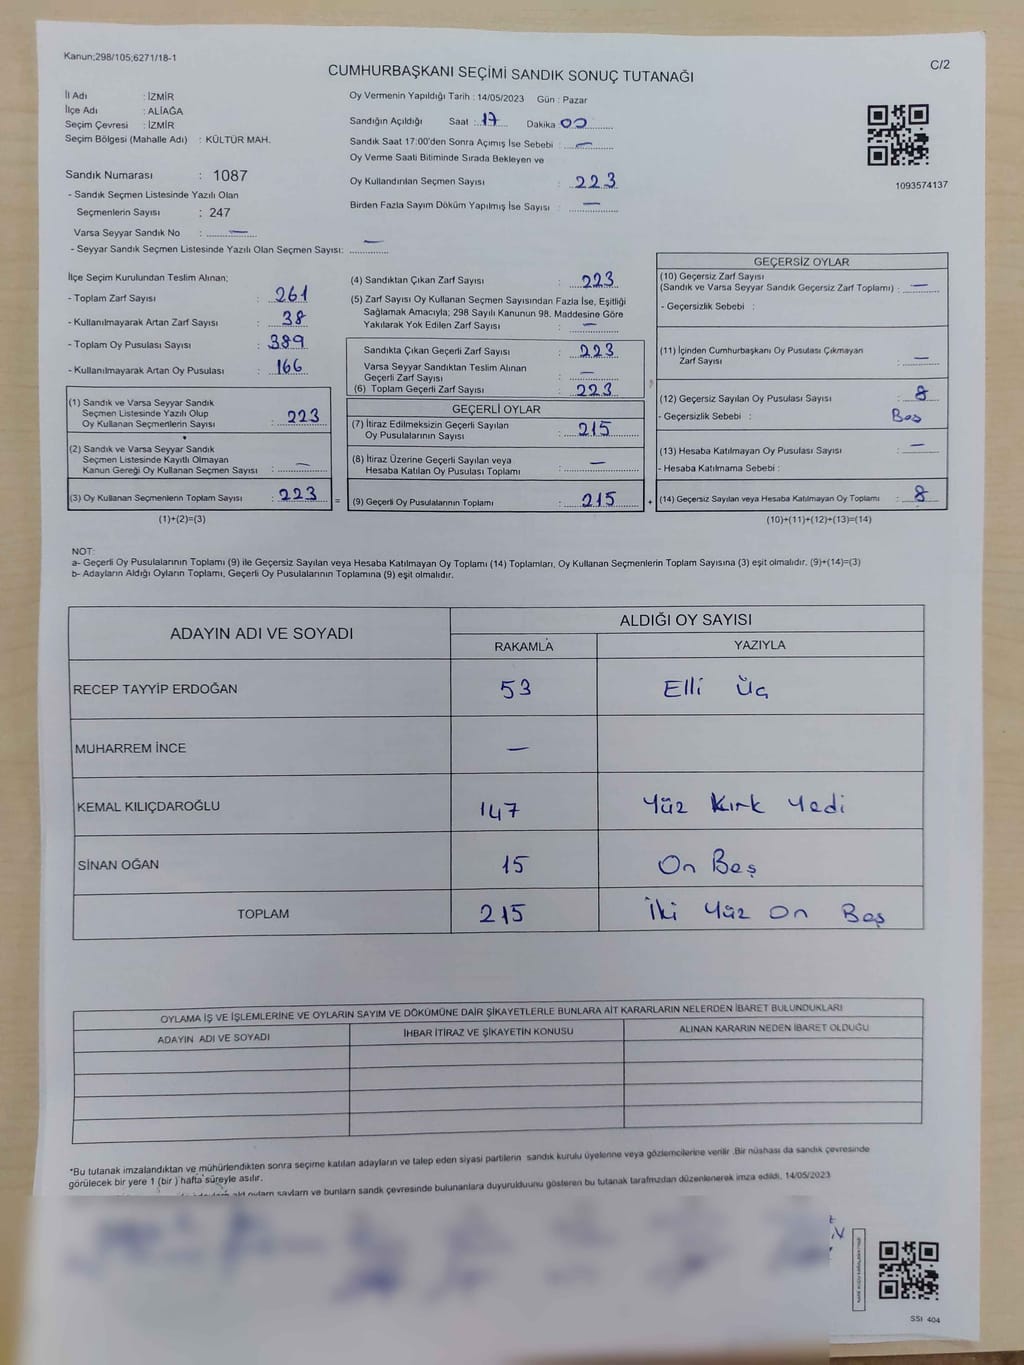 Kanun;298/105;6271/18-1
C/2
CUMHURBAŞKANI SEÇİMİ SANDIK SONUÇ TUTANAĞI
İl Adı : İZMİR
İlçe Adı : ALİAĞA
Seçim Çevresi : İZMİR
Seçim Bölgesi (Mahalle Adı) : KÜLTÜR MAH.
Oy Vermenin Yapıldığı Tarih : 14/05/2023 Gün : Pazar
Sandığın Açıldığı Saat : 17 Dakika 00
Sandık Saat 17:00'den Sonra Açımış İse Sebebi : —
Oy Verme Saati Bitiminde Sırada Bekleyen ve
Oy Kullandırılan Seçmen Sayısı : 223
Birden Fazla Sayım Döküm Yapılmış İse Sayısı : —
1093574137
Sandık Numarası : 1087
- Sandık Seçmen Listesinde Yazılı Olan
Seçmenlerin Sayısı : 247
Varsa Seyyar Sandık No : —
- Seyyar Sandık Seçmen Listesinde Yazılı Olan Seçmen Sayısı: —
İlçe Seçim Kurulundan Teslim Alınan;
- Toplam Zarf Sayısı : 261
- Kullanılmayarak Artan Zarf Sayısı : 38
- Toplam Oy Pusulası Sayısı : 389
- Kullanılmayarak Artan Oy Pusulası : 166
(1) Sandık ve Varsa Seyyar Sandık
Seçmen Listesinde Yazılı Olup
Oy Kullanan Seçmenlerin Sayısı : 223
(2) Sandık ve Varsa Seyyar Sandık
Seçmen Listesinde Kayıtlı Olmayan
Kanun Gereği Oy Kullanan Seçmen Sayısı : —
(3) Oy Kullanan Seçmenlerin Toplam Sayısı : 223 =
(1)+(2)=(3)
(4) Sandıktan Çıkan Zarf Sayısı : 223
(5) Zarf Sayısı Oy Kullanan Seçmen Sayısından Fazla İse, Eşitliği
Sağlamak Amacıyla; 298 Sayılı Kanunun 98. Maddesine Göre
Yakılarak Yok Edilen Zarf Sayısı : —
Sandıkta Çıkan Geçerli Zarf Sayısı : 223
Varsa Seyyar Sandıktan Teslim Alınan
Geçerli Zarf Sayısı : —
(6) Toplam Geçerli Zarf Sayısı : 223
GEÇERLİ OYLAR
(7) İtiraz Edilmeksizin Geçerli Sayılan
Oy Pusulalarının Sayısı : 215
(8) İtiraz Üzerine Geçerli Sayılan veya
Hesaba Katılan Oy Pusulası Toplamı : —
(9) Geçerli Oy Pusulalarının Toplamı : 215 +
GEÇERSİZ OYLAR
(10) Geçersiz Zarf Sayısı
(Sandık ve Varsa Seyyar Sandık Geçersiz Zarf Toplamı) : —
- Geçersizlik Sebebi :
(11) İçinden Cumhurbaşkanı Oy Pusulası Çıkmayan
Zarf Sayısı : —
(12) Geçersiz Sayılan Oy Pusulası Sayısı : 8
- Geçersizlik Sebebi : Boş
(13) Hesaba Katılmayan Oy Pusulası Sayısı : —
- Hesaba Katılmama Sebebi :
(14) Geçersiz Sayılan veya Hesaba Katılmayan Oy Toplamı : 8
(10)+(11)+(12)+(13)=(14)
NOT:
a- Geçerli Oy Pusulalarının Toplamı (9) ile Geçersiz Sayılan veya Hesaba Katılmayan Oy Toplamı (14) Toplamları, Oy Kullanan Seçmenlerin Toplam Sayısına (3) eşit olmalıdır. (9)+(14)=(3)
b- Adayların Aldığı Oyların Toplamı, Geçerli Oy Pusulalarının Toplamına (9) eşit olmalıdır.
ADAYIN ADI VE SOYADI ALDIĞI OY SAYISI
RAKAMLA YAZIYLA
RECEP TAYYİP ERDOĞAN 53 Elli Üç
MUHARREM İNCE —
KEMAL KILIÇDAROĞLU 147 Yüz Kırk Yedi
SİNAN OĞAN 15 On Beş
TOPLAM 215 İki Yüz On Beş
OYLAMA İŞ VE İŞLEMLERİNE VE OYLARIN SAYIM VE DÖKÜMÜNE DAİR ŞİKAYETLERLE BUNLARA AİT KARARLARIN NELERDEN İBARET BULUNDUKLARI
ADAYIN ADI VE SOYADI İHBAR İTİRAZ VE ŞİKAYETİN KONUSU ALINAN KARARIN NEDEN İBARET OLDUĞU
*Bu tutanak imzalandıktan ve mühürlendikten sonra seçime katılan adayların ve talep eden siyasi partilerin sandık kurulu üyelerine veya gözlemcilerine verilir .Bir nüshası da sandık çevresinde
görülecek bir yere 1 (bir ) hafta süreyle asılır.
sayları ve bunların sandık çevresinde bulunanlara duyurulduunu gösteren bu tutanak tarafmzdan düzenlenerek imza edildi. 14/05/2023
SSI 404